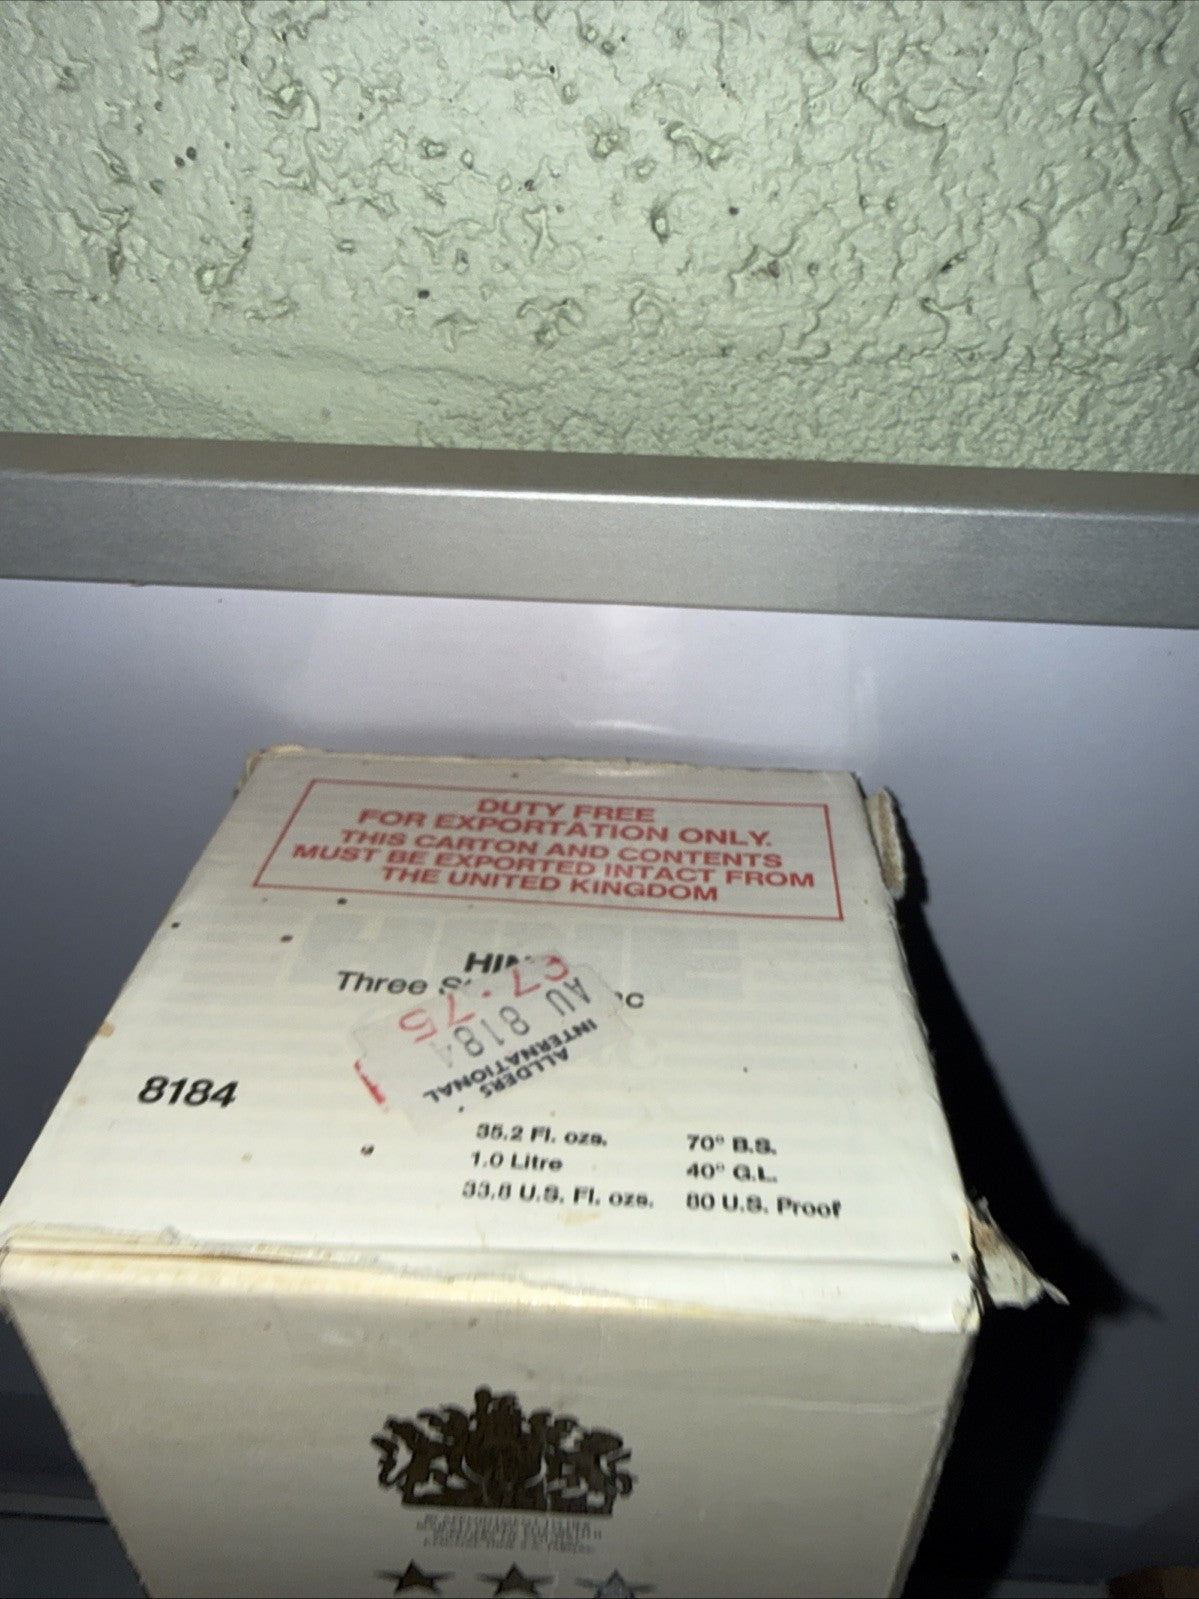 DUTY FREE
FOR EXPORTATION ONLY.
THIS CARTON AND CONTENTS
MUST BE EXPORTED INTACT FROM
THE UNITED KINGDOM
HINE
Three
£7.75
AU 8184
ALLDERS
INTERNATIONAL
8184
35.2 Fl. ozs. 70° B.S.
1.0 Litre 40° G.L.
33.8 U.S. Fl. ozs. 80 U.S. Proof